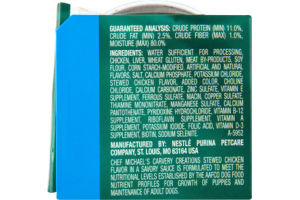 GUARANTEED ANALYSIS: CRUDE PROTEIN (MIN) 11.0%,
CRUDE FAT (MIN) 2.5%, CRUDE FIBER (MAX) 1.0%,
MOISTURE (MAX) 80.0%.
INGREDIENTS: WATER SUFFICIENT FOR PROCESSING,
CHICKEN, LIVER, WHEAT GLUTEN, MEAT BY-PRODUCTS, SOY
FLOUR, CORN STARCH-MODIFIED, ARTIFICIAL AND NATURAL
FLAVORS, SALT, CALCIUM PHOSPHATE, POTASSIUM CHLORIDE,
STEWED CHICKEN FLAVOR, ADDED COLOR, CHOLINE
CHLORIDE, CALCIUM CARBONATE, ZINC SULFATE, VITAMIN E
SUPPLEMENT, FERROUS SULFATE, NIACIN, COPPER SULFATE,
THIAMINE MONONITRATE, MANGANESE SULFATE, CALCIUM
PANTOTHENATE, PYRIDOXINE HYDROCHLORIDE, VITAMIN B-12
SUPPLEMENT, RIBOFLAVIN SUPPLEMENT, VITAMIN A
SUPPLEMENT, POTASSIUM IODIDE, FOLIC ACID, VITAMIN D-3
SUPPLEMENT, BIOTIN, SODIUM SELENITE. A-5952
MANUFACTURED BY: NESTLÉ PURINA PETCARE
COMPANY, ST. LOUIS, MO 63164 USA
CHEF MICHAEL'S CARVERY CREATIONS STEWED CHICKEN
FLAVOR IN A SAVORY SAUCE IS FORMULATED TO MEET THE
NUTRITIONAL LEVELS ESTABLISHED BY THE AAFCO DOG FOOD
NUTRIENT PROFILES FOR GROWTH OF PUPPIES AND
MAINTENANCE OF ADULT DOGS.